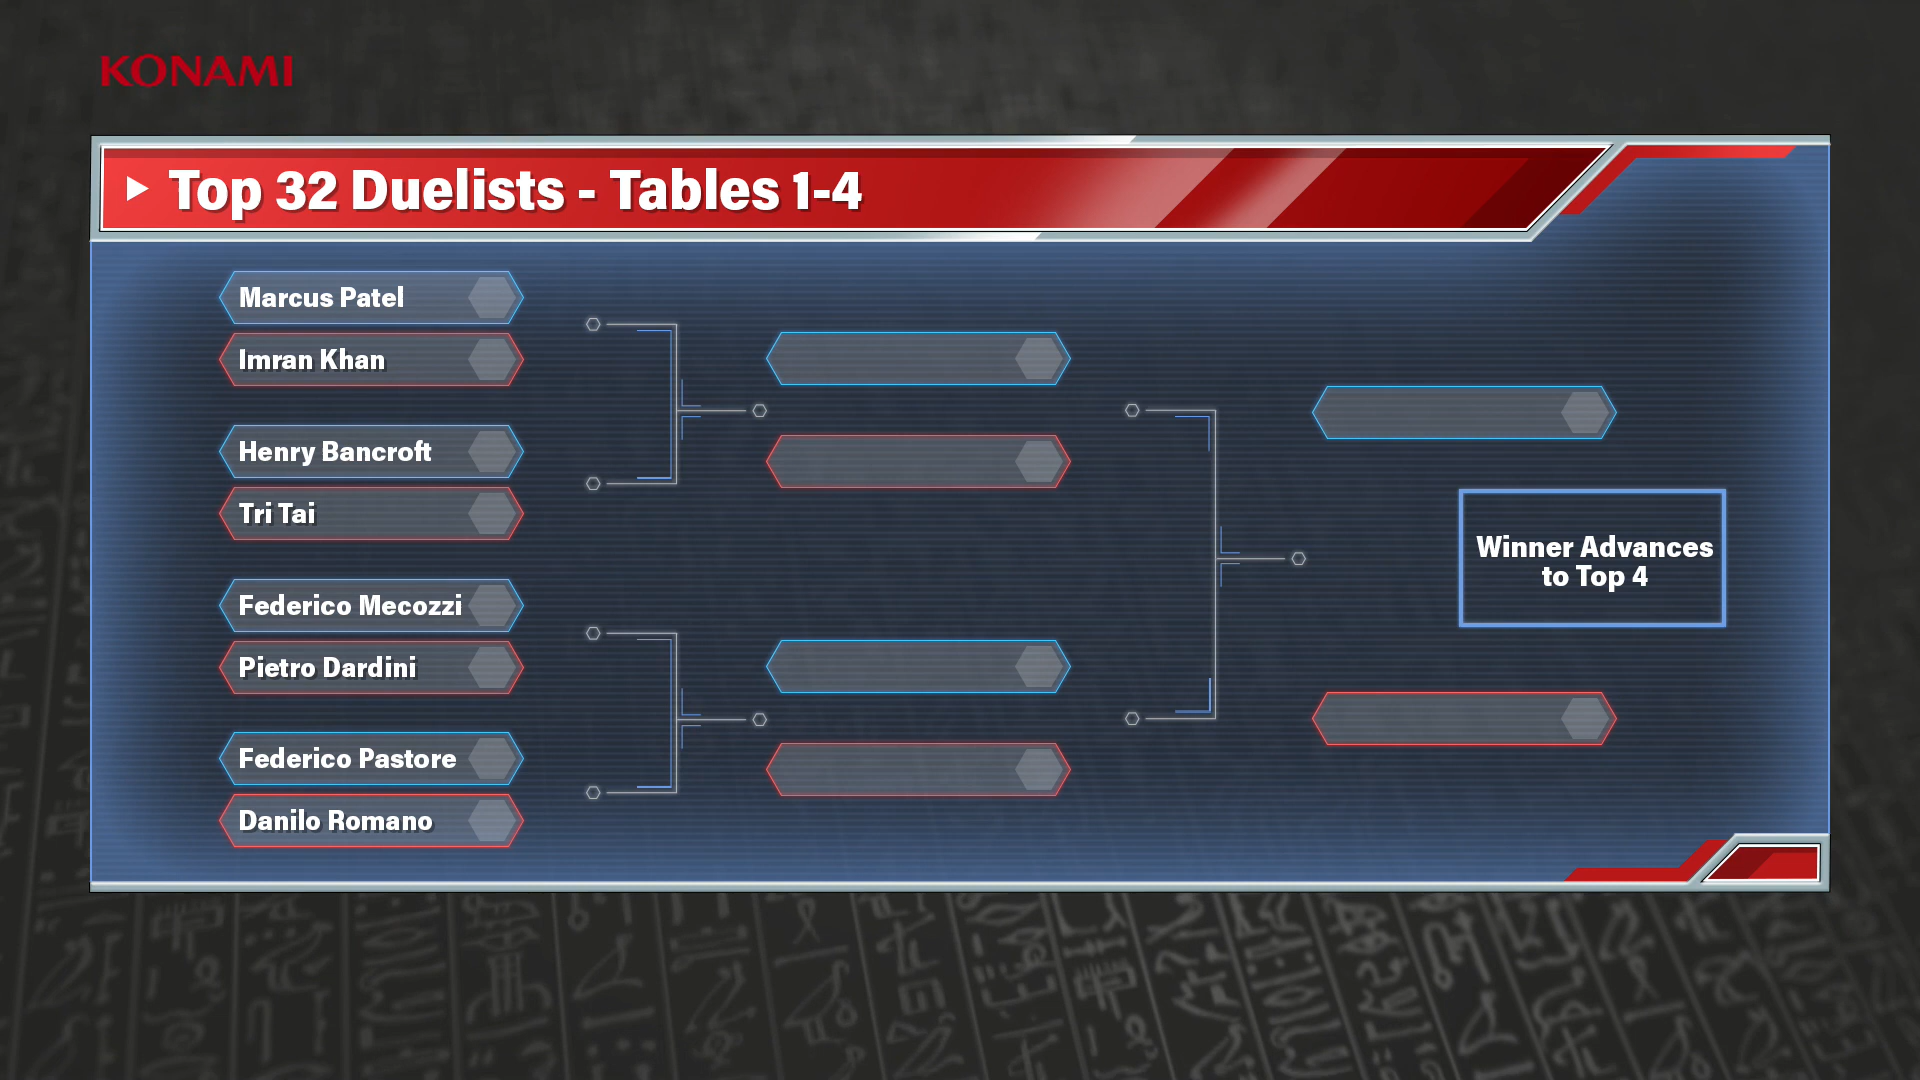 KONAMI
Top 32 Duelists - Tables 1-4
Marcus Patel
Imran Khan
Henry Bancroft
Tri Tai
Federico Mecozzi
Pietro Dardini
Federico Pastore
Danilo Romano
Winner Advances
to Top 4